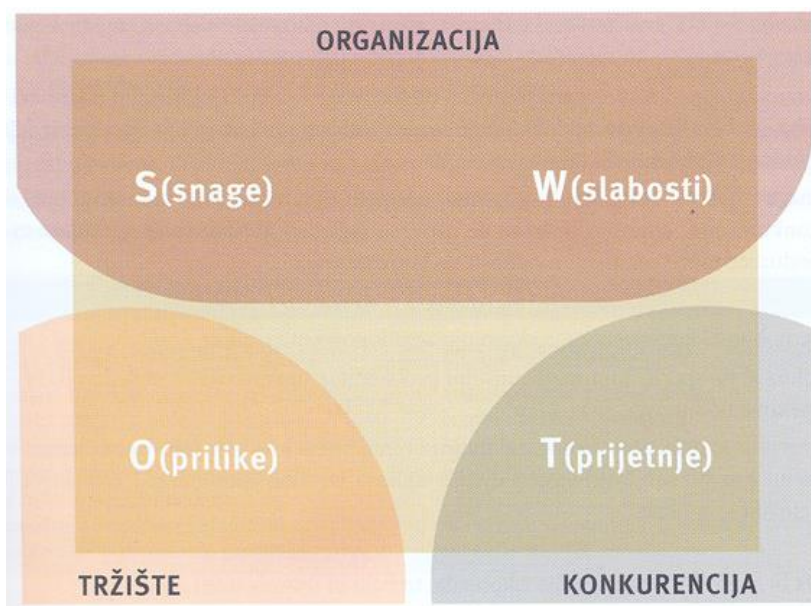 ORGANIZACIJA
S(snage)
W(slabosti)
O(prilike)
T(prijetnje)
TRŽIŠTE
KONKURENCIJA